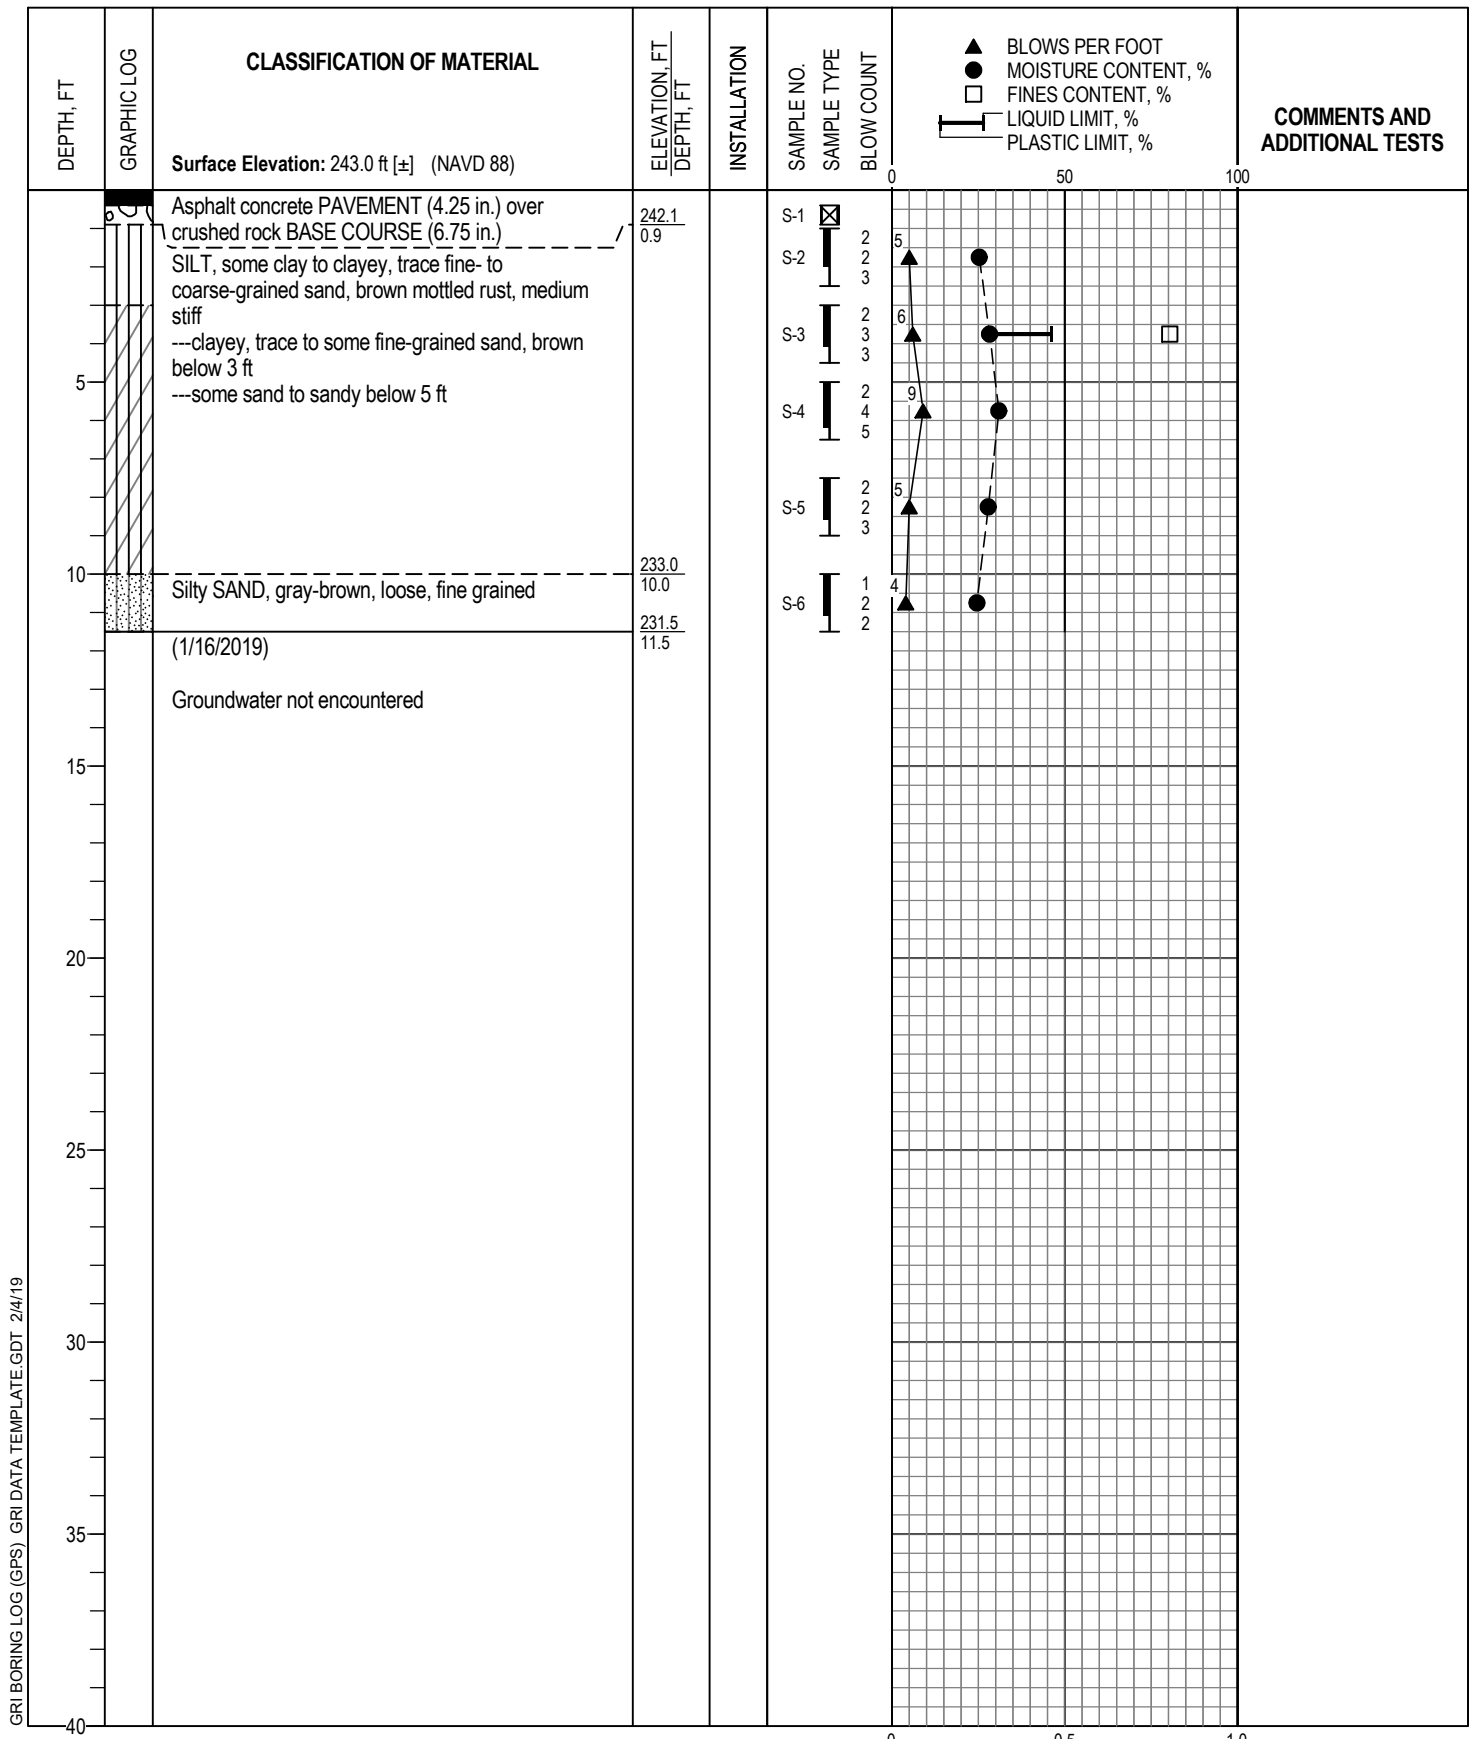 DEPTH, FT
GRAPHIC LOG
CLASSIFICATION OF MATERIAL
Surface Elevation: 243.0 ft [±] (NAVD 88)
ELEVATION, FT
DEPTH, FT
INSTALLATION
SAMPLE NO.
SAMPLE TYPE
BLOW COUNT
BLOWS PER FOOT
MOISTURE CONTENT, %
FINES CONTENT, %
LIQUID LIMIT, %
PLASTIC LIMIT, %
0 50 100
COMMENTS AND
ADDITIONAL TESTS
Asphalt concrete PAVEMENT (4.25 in.) over
crushed rock BASE COURSE (6.75 in.)
242.1
0.9
SILT, some clay to clayey, trace fine- to
coarse-grained sand, brown mottled rust, medium
stiff
---clayey, trace to some fine-grained sand, brown
below 3 ft
---some sand to sandy below 5 ft
233.0
10.0
Silty SAND, gray-brown, loose, fine grained
231.5
11.5
(1/16/2019)
Groundwater not encountered
S-1
S-2
2
2
3
5
S-3
2
3
3
6
S-4
2
4
5
9
S-5
2
2
3
5
S-6
1
2
2
4
5
10
15
20
25
30
35
40
0 0.5 1.0
GRI BORING LOG (GPS) GRI DATA TEMPLATE.GDT 2/4/19